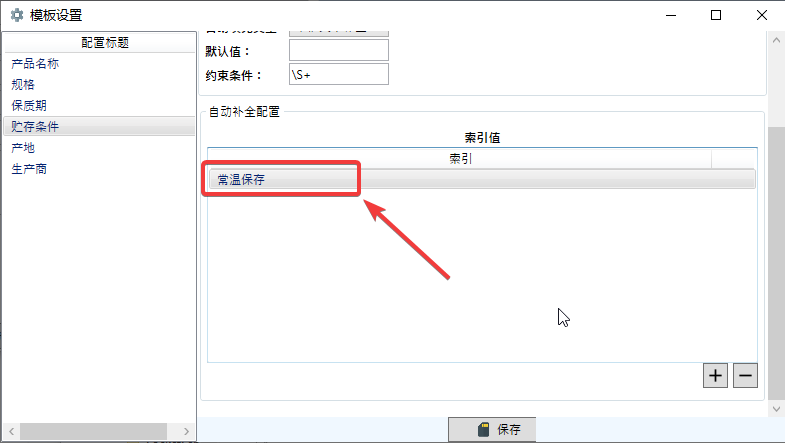 模板设置
配置标题
产品名称
规格
保质期
贮存条件
产地
生产商
默认值：
约束条件： \S+
自动补全配置
索引值
索引
常温保存
保存